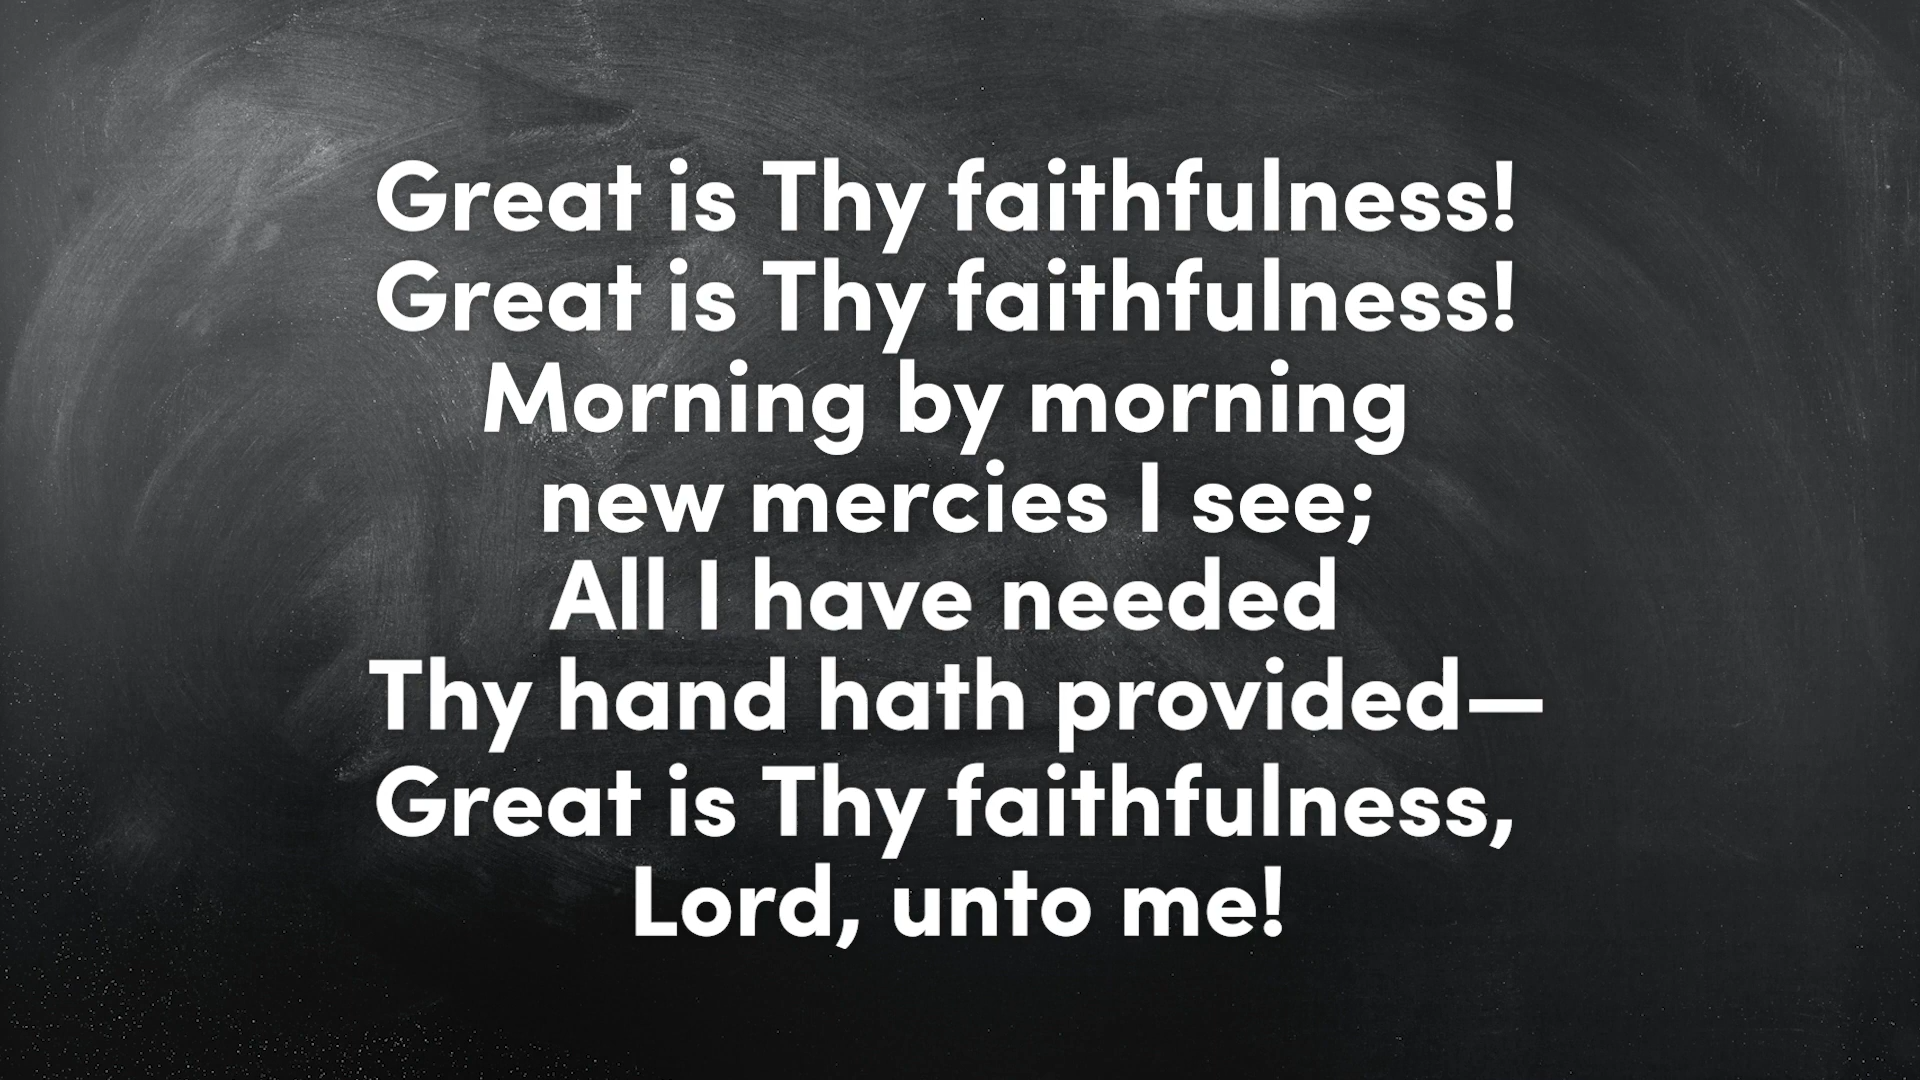 Great is Thy faithfulness!
Great is Thy faithfulness!
Morning by morning
new mercies I see;
All I have needed
Thy hand hath provided—
Great is Thy faithfulness,
Lord, unto me!